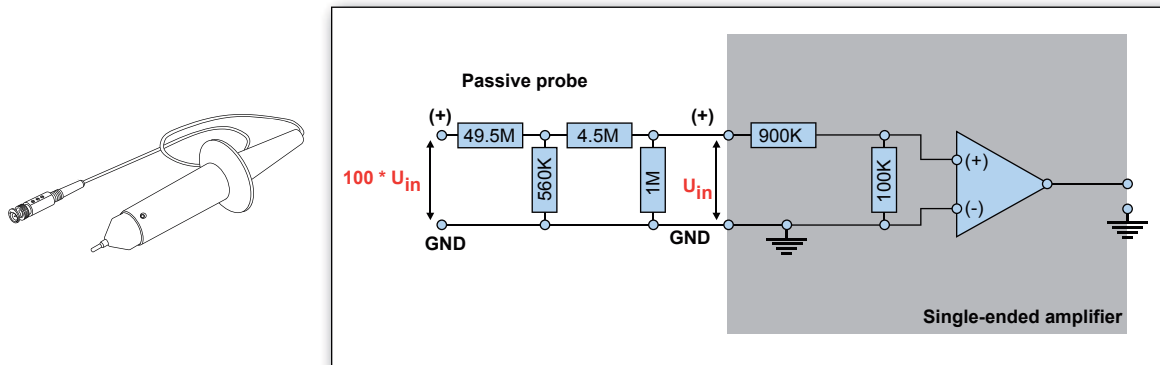 Passive probe
(+)
(+)
49.5M
4.5M
900K
(+)
100 * Uin
560K
1M
Uin
100K
(-)
GND
GND
Single-ended amplifier